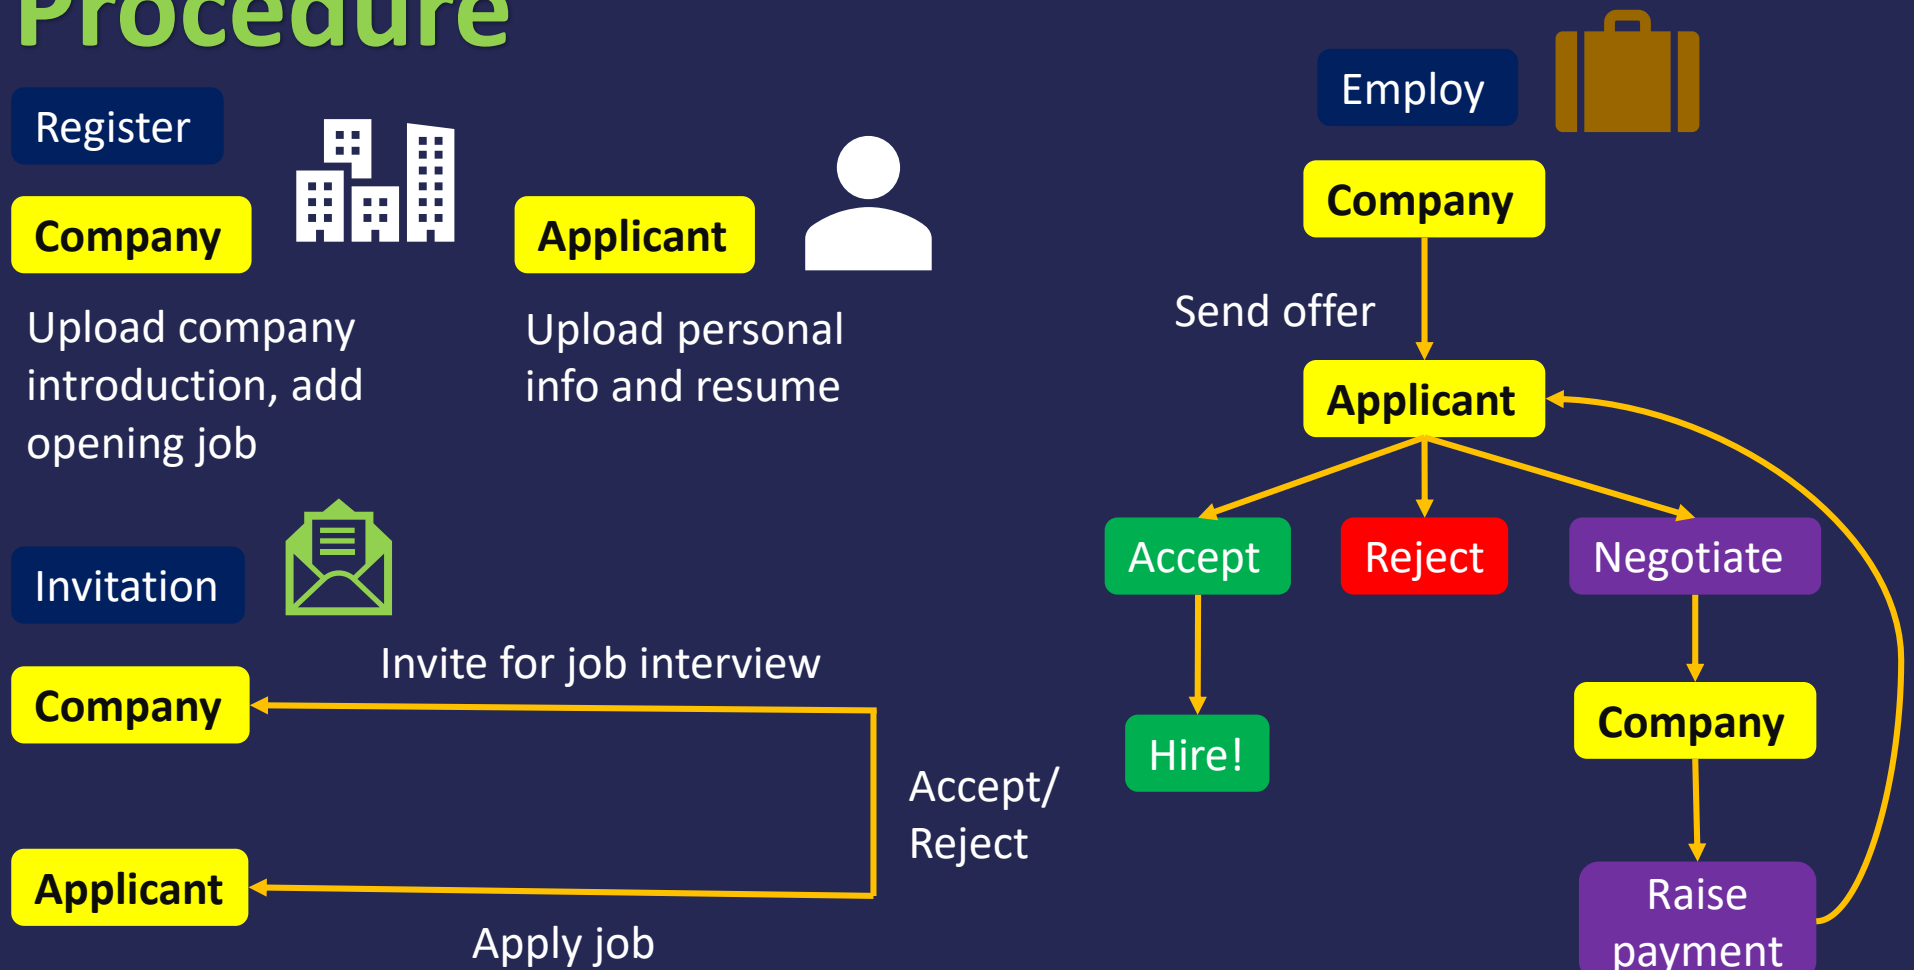 Procedure
Register
Company
Applicant
Upload company
introduction, add
opening job
Upload personal
info and resume
Invitation
Invite for job interview
Company
Accept/
Reject
Applicant
Apply job
Employ
Company
Send offer
Applicant
Accept
Reject
Negotiate
Hire!
Company
Raise
payment